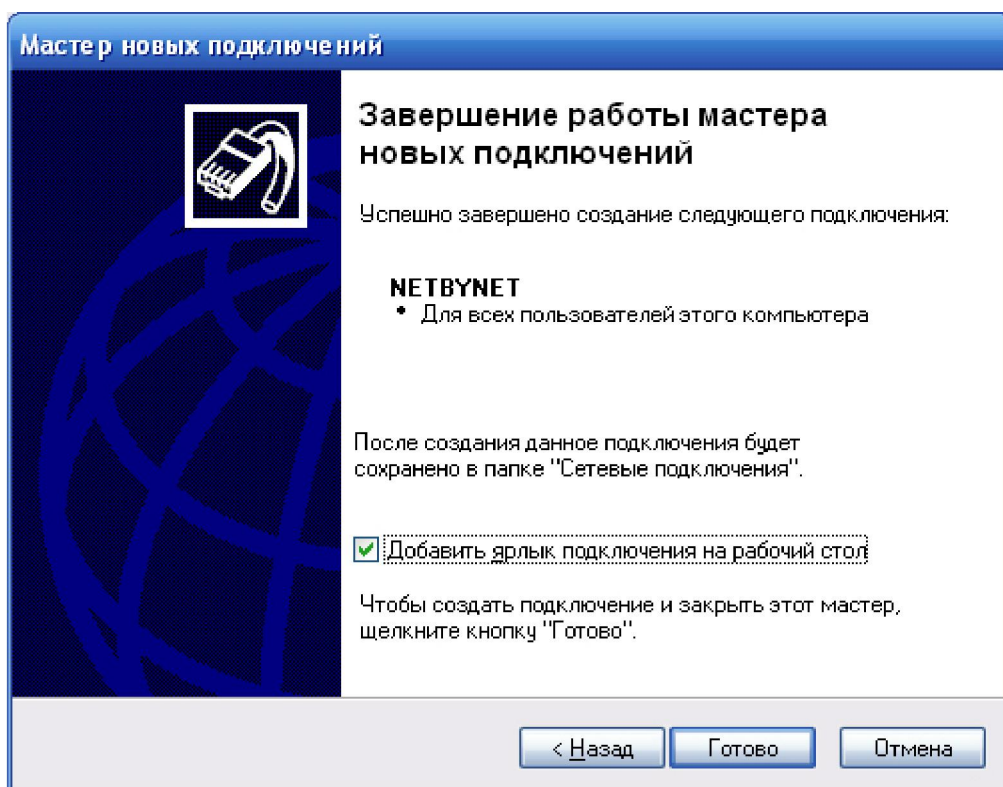 Мастер новых подключений
Завершение работы мастера
новых подключений
Успешно завершено создание следующего подключения:
NETBYNET
• Для всех пользователей этого компьютера
После создания данное подключения будет
сохранено в папке "Сетевые подключения".
Добавить ярлык подключения на рабочий стол
Чтобы создать подключение и закрыть этот мастер,
щелкните кнопку "Готово".
< Назад Готово Отмена